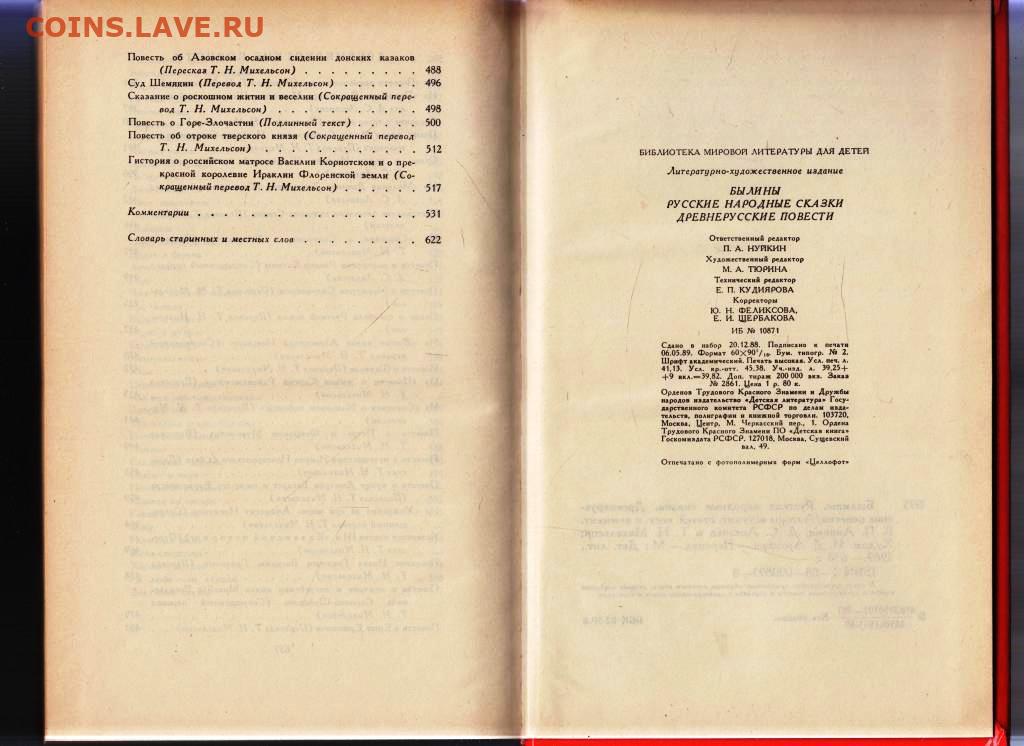 COINS.LAVE.RU
Повесть об Азовском осадном сидении донских казаков
(Пересказ Т. Н. Михельсон) . . . . . . . . . 488
Суд Шемякин (Перевод Т. Н. Михельсон) . . . . . . 496
Сказание о роскошном житии и веселии (Сокращенный пере-
вод Т. Н. Михельсон) . . . . . . . . . . . 498
Повесть о Горе-Злочастии (Подлинный текст) . . . . . 500
Повесть об отроке тверского князя (Сокращенный перевод
Т. Н. Михельсон) . . . . . . . . . . . . 512
Гистория о российском матросе Василии Кориотском и о пре-
красной королевне Ираклии Флоренской земли (Со-
кращенный перевод Т. Н. Михельсон) . . . . . . 517
Комментарии . . . . . . . . . . . . . . . . . 531
Словарь старинных и местных слов . . . . . . . . . 622
БИБЛИОТЕКА МИРОВОЙ ЛИТЕРАТУРЫ ДЛЯ ДЕТЕЙ
Литературно-художественное издание
БЫЛИНЫ
РУССКИЕ НАРОДНЫЕ СКАЗКИ
ДРЕВНЕРУССКИЕ ПОВЕСТИ
Ответственный редактор
П. А. НУЙКИН
Художественный редактор
М. А. ТЮРИНА
Технический редактор
Е. П. КУДИЯРОВА
Корректоры
Ю. Н. ФЕЛИКСОВА,
Е. И. ЩЕРБАКОВА
ИБ № 10871
Сдано в набор 20.12.88. Подписано к печати
06.05.89. Формат 60×90¹/₁₆. Бум. типогр. № 2.
Шрифт академический. Печать высокая. Усл. печ. л.
41,13. Усл. кр.-отт. 45,38. Уч.-изд. л. 39,25+
+9 вкл.=39,82. Доп. тираж 200 000 экз. Заказ
№ 2861. Цена 1 р. 80 к.
Орденов Трудового Красного Знамени и Дружбы
народов издательство «Детская литература» Госу-
дарственного комитета РСФСР по делам изда-
тельств, полиграфии и книжной торговли. 103720,
Москва, Центр, М. Черкасский пер., 1. Ордена
Трудового Красного Знамени ПО «Детская книга»
Госкомиздата РСФСР. 127018, Москва, Сущевский
вал, 49.
Отпечатано с фотополимерных форм «Целлофот»